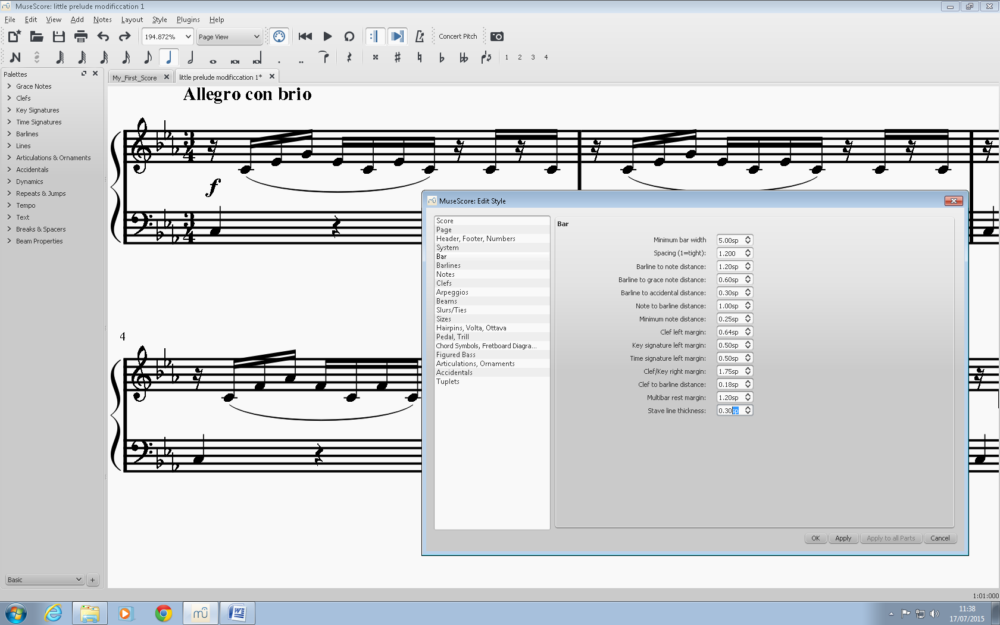 MuseScore: little prelude modificcation 1
File Edit View Add Notes Layout Style Plugins Help
194.872% Page View Concert Pitch
1 2 3 4
Palettes
Grace Notes
Clefs
Key Signatures
Time Signatures
Barlines
Lines
Articulations & Ornaments
Accidentals
Dynamics
Repeats & Jumps
Tempo
Text
Breaks & Spacers
Beam Properties
Basic
My_First_Score little prelude modificcation 1*
Allegro con brio
3
4
f
3
4
4
MuseScore: Edit Style
Score
Page
Header, Footer, Numbers
System
Bar
Barlines
Notes
Clefs
Arpeggios
Beams
Slurs/Ties
Sizes
Hairpins, Volta, Ottava
Pedal, Trill
Chord Symbols, Fretboard Diagra...
Figured Bass
Articulations, Ornaments
Accidentals
Tuplets
Bar
Minimum bar width 5.00sp
Spacing (1=tight): 1.200
Barline to note distance: 1.20sp
Barline to grace note distance: 0.60sp
Barline to accidental distance: 0.30sp
Note to barline distance: 1.00sp
Minimum note distance: 0.25sp
Clef left margin: 0.64sp
Key signature left margin: 0.50sp
Time signature left margin: 0.50sp
Clef/Key right margin: 1.75sp
Clef to barline distance: 0.18sp
Multibar rest margin: 1.20sp
Stave line thickness: 0.30sp
OK Apply Apply to all Parts Cancel
1:01:000
11:38
17/07/2015